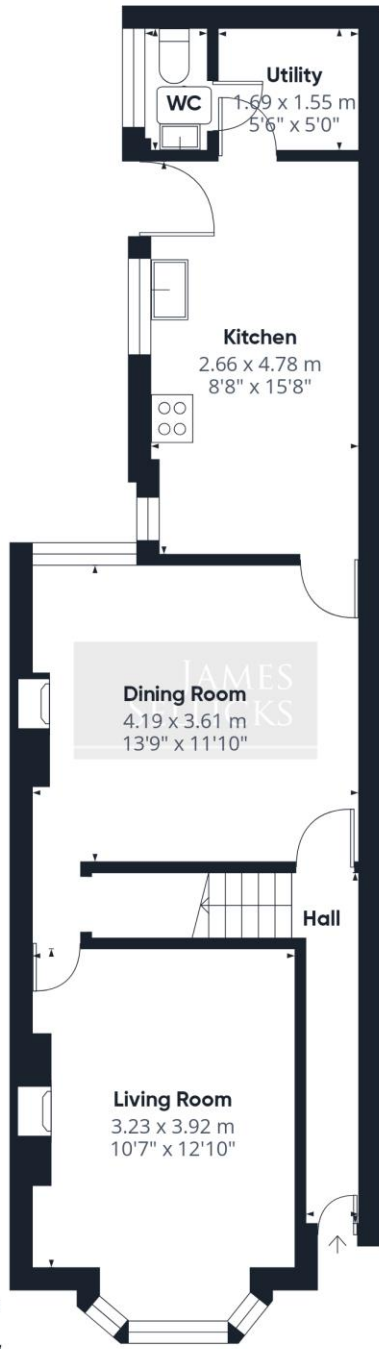 WC
Utility
1.69 x 1.55 m
5'6" x 5'0"
Kitchen
2.66 x 4.78 m
8'8" x 15'8"
JAMES
SELLICKS
Dining Room
4.19 x 3.61 m
13'9" x 11'10"
Hall
Living Room
3.23 x 3.92 m
10'7" x 12'10"